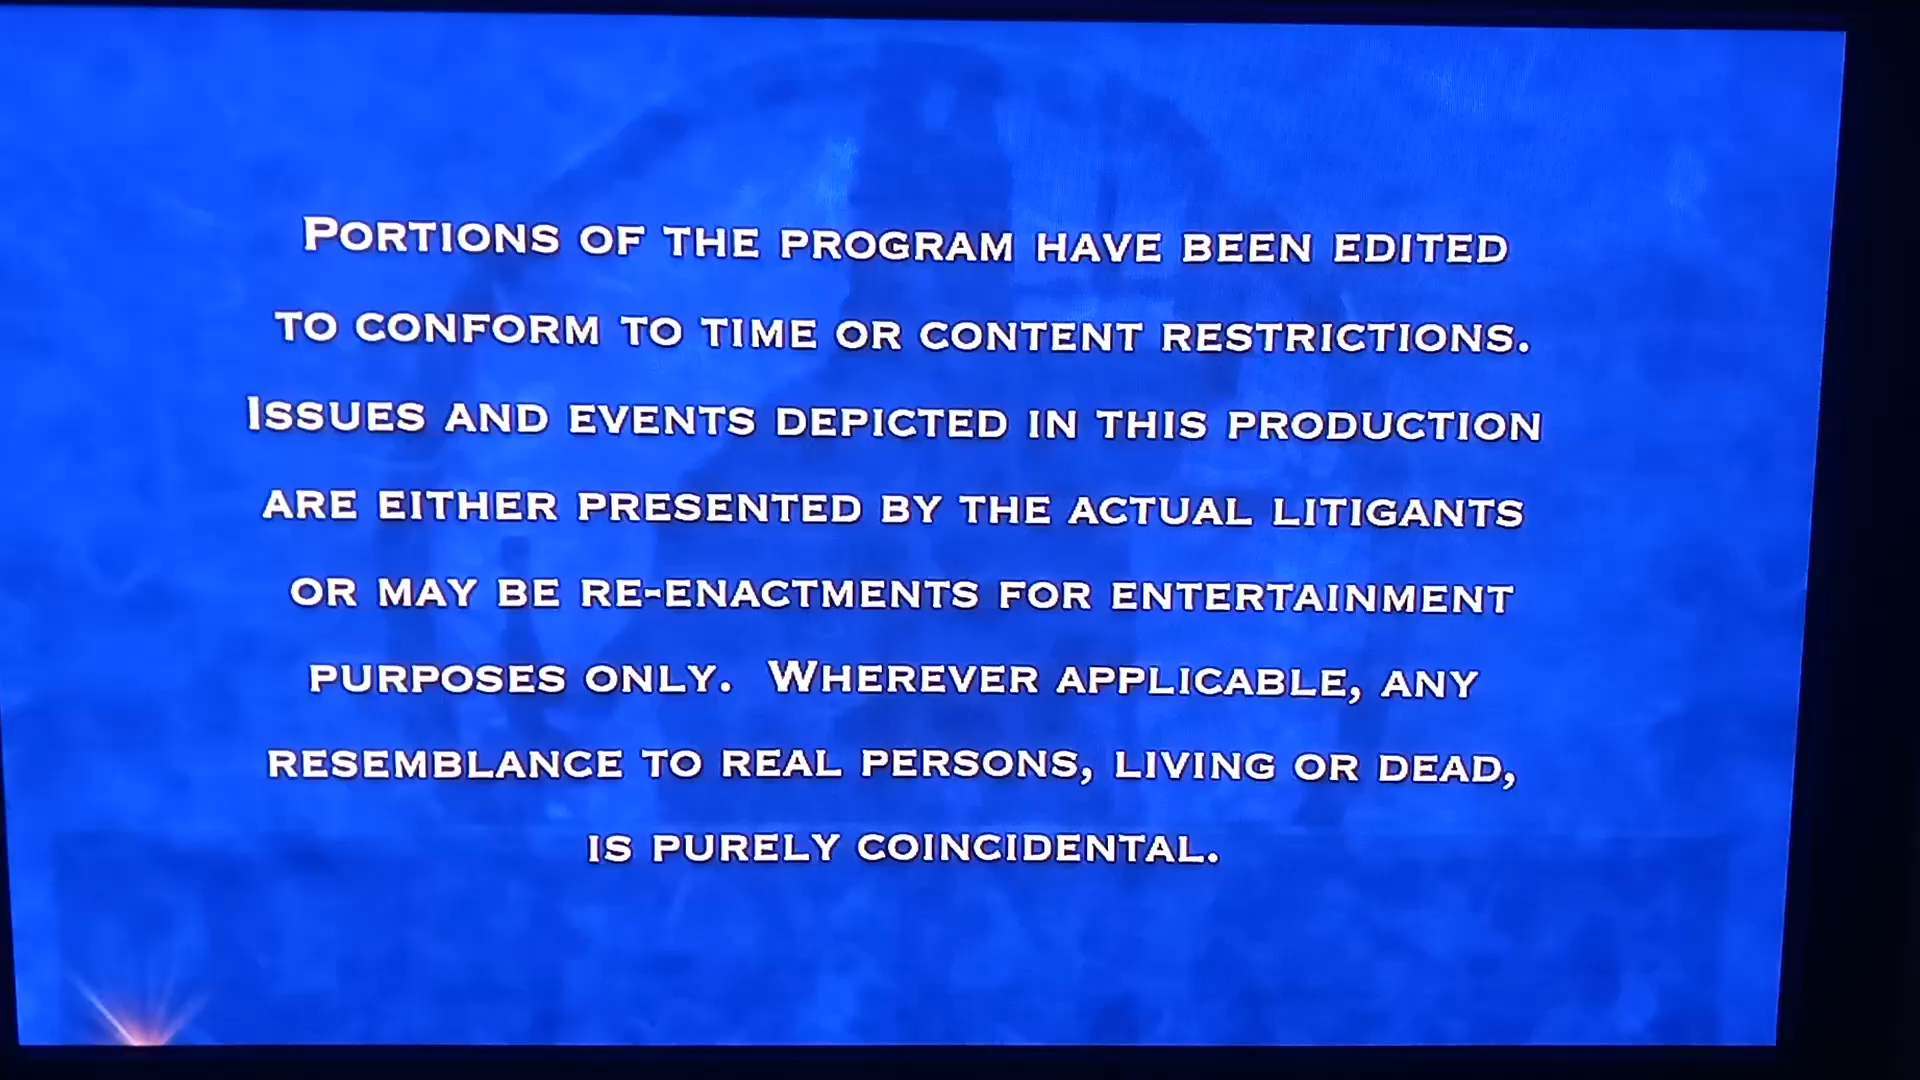 Portions of the program have been edited
to conform to time or content restrictions.
Issues and events depicted in this production
are either presented by the actual litigants
or may be re-enactments for entertainment
purposes only. Wherever applicable, any
resemblance to real persons, living or dead,
is purely coincidental.